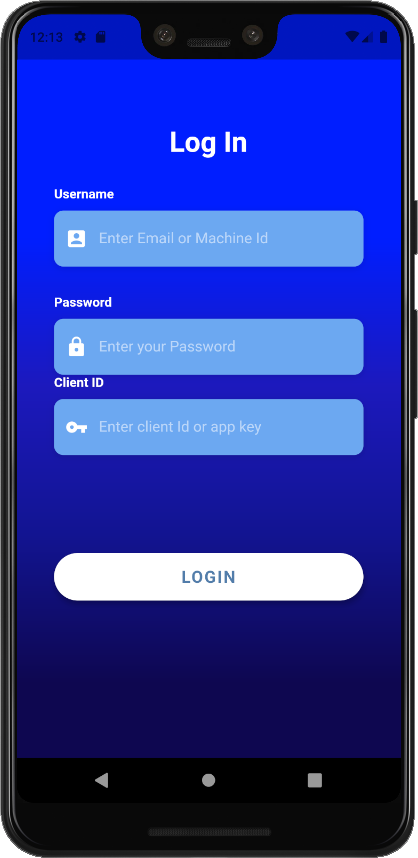 12:13
Log In
Username
Enter Email or Machine Id
Password
Enter your Password
Client ID
Enter client Id or app key
LOGIN